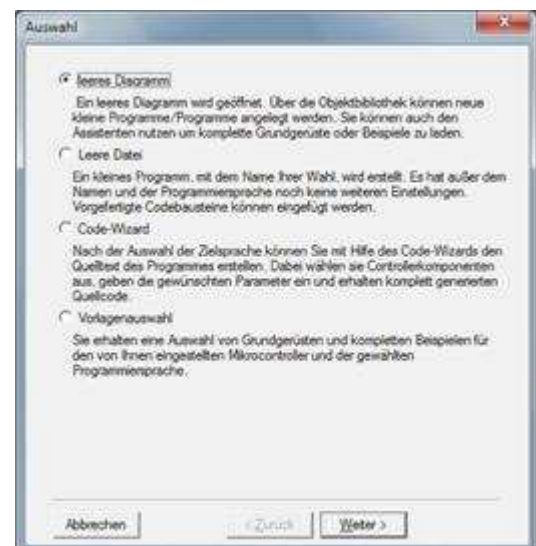 Auswahl
leeres Diagramm
Ein leeres Diagramm wird geöffnet. Über die Objektbibliothek können neue
kleine Programme/Programme angelegt werden. Sie können auch den
Assistenten nutzen um komplette Grundgerüste oder Beispiele zu laden.
Leere Datei
Ein kleines Programm, mit dem Name Ihrer Wahl, wird erstellt. Es hat außer dem
Namen und der Programmiersprache noch keine weiteren Einstellungen.
Vorgefertigte Codebausteine können eingefügt werden.
Code-Wizard
Nach der Auswahl der Zielsprache können Sie mit Hilfe des Code-Wizards den
Quelltext des Programmes erstellen. Dabei wählen sie Controllerkomponenten
aus, geben die gewünschten Parameter ein und erhalten komplett generierten
Quellcode.
Vorlagenauswahl
Sie erhalten eine Auswahl von Grundgerüsten und kompletten Beispielen für
den von Ihnen eingestellten Mikrocontroller und der gewählten
Programmiersprache.
Abbrechen
< Zurück
Weiter >